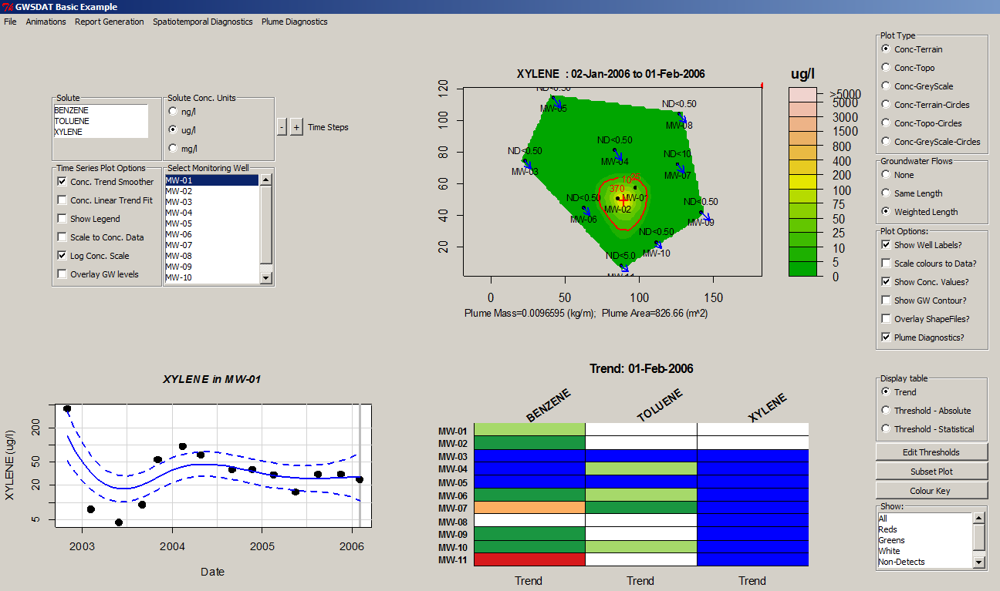 GWSDAT Basic Example
File Animations Report Generation Spatiotemporal Diagnostics Plume Diagnostics
Solute
BENZENE
TOLUENE
XYLENE
Solute Conc. Units
ng/l
ug/l
mg/l
- + Time Steps
Time Series Plot Options
Conc. Trend Smoother
Conc. Linear Trend Fit
Show Legend
Scale to Conc. Data
Log Conc. Scale
Overlay GW levels
Select Monitoring Well
MW-01
MW-02
MW-03
MW-04
MW-05
MW-06
MW-07
MW-08
MW-09
MW-10
XYLENE : 02-Jan-2006 to 01-Feb-2006
120
100
80
60
40
20
ND<0.50
MW-05
ND<0.50
MW-08
ND<0.50
MW-04
ND<0.50
MW-03
ND<10
MW-07
25
370
MW-01
MW-02
ND<0.50
MW-06
ND<0.50
MW-09
ND<0.50
MW-10
ND<5.0
MW-11
0 50 100 150
Plume Mass=0.0096595 (kg/m); Plume Area=826.66 (m^2)
ug/l
>5000
5000
3000
1500
800
400
200
100
75
50
25
10
5
0
Plot Type
Conc-Terrain
Conc-Topo
Conc-GreyScale
Conc-Terrain-Circles
Conc-Topo-Circles
Conc-GreyScale-Circles
Groundwater Flows
None
Same Length
Weighted Length
Plot Options:
Show Well Labels?
Scale colours to Data?
Show Conc. Values?
Show GW Contour?
Overlay ShapeFiles?
Plume Diagnostics?
XYLENE in MW-01
XYLENE (ug/l)
200
50
20
5
2003 2004 2005 2006
Date
Trend: 01-Feb-2006
BENZENE TOLUENE XYLENE
MW-01
MW-02
MW-03
MW-04
MW-05
MW-06
MW-07
MW-08
MW-09
MW-10
MW-11
Trend Trend Trend
Display table
Trend
Threshold - Absolute
Threshold - Statistical
Edit Thresholds
Subset Plot
Colour Key
Show:
All
Reds
Greens
White
Non-Detects